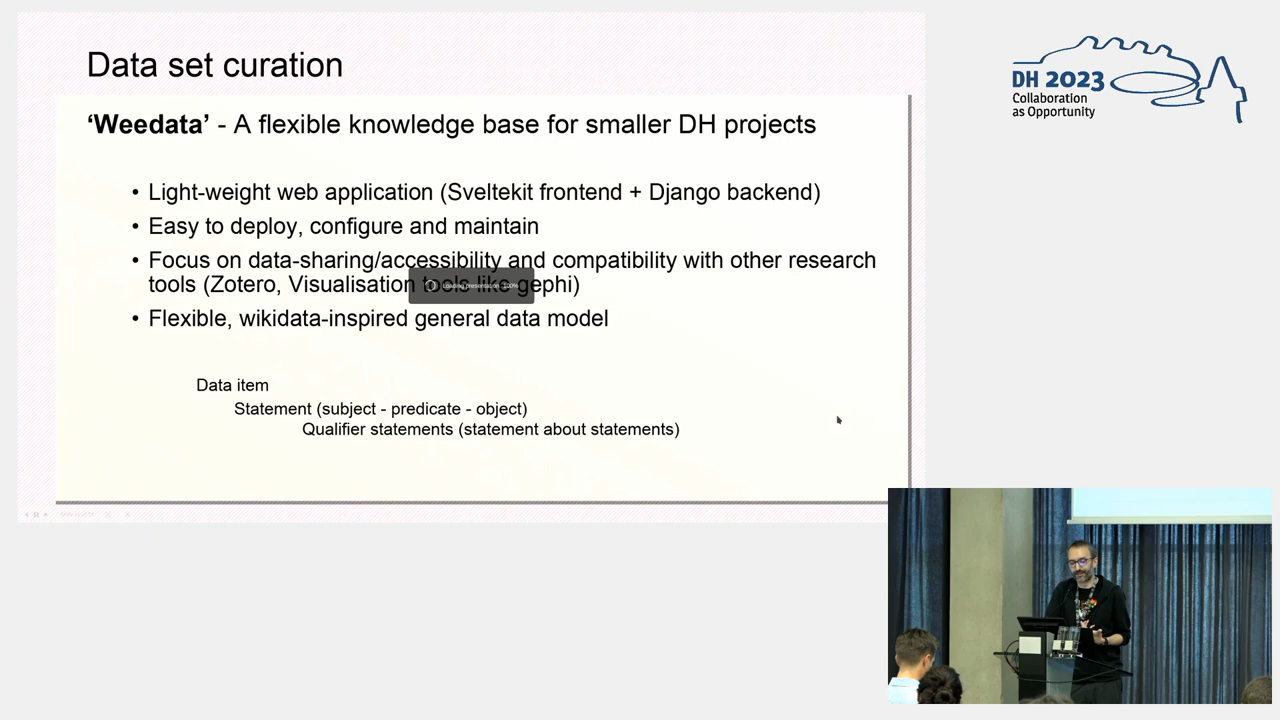 Data set curation
‘Weedata’ - A flexible knowledge base for smaller DH projects
• Light-weight web application (Sveltekit frontend + Django backend)
• Easy to deploy, configure and maintain
• Focus on data-sharing/accessibility and compatibility with other research
tools (Zotero, Visualisation tools like gephi)
Loading presentation 100%
• Flexible, wikidata-inspired general data model
Data item
Statement (subject - predicate - object)
Qualifier statements (statement about statements)
DH 2023
Collaboration
as Opportunity